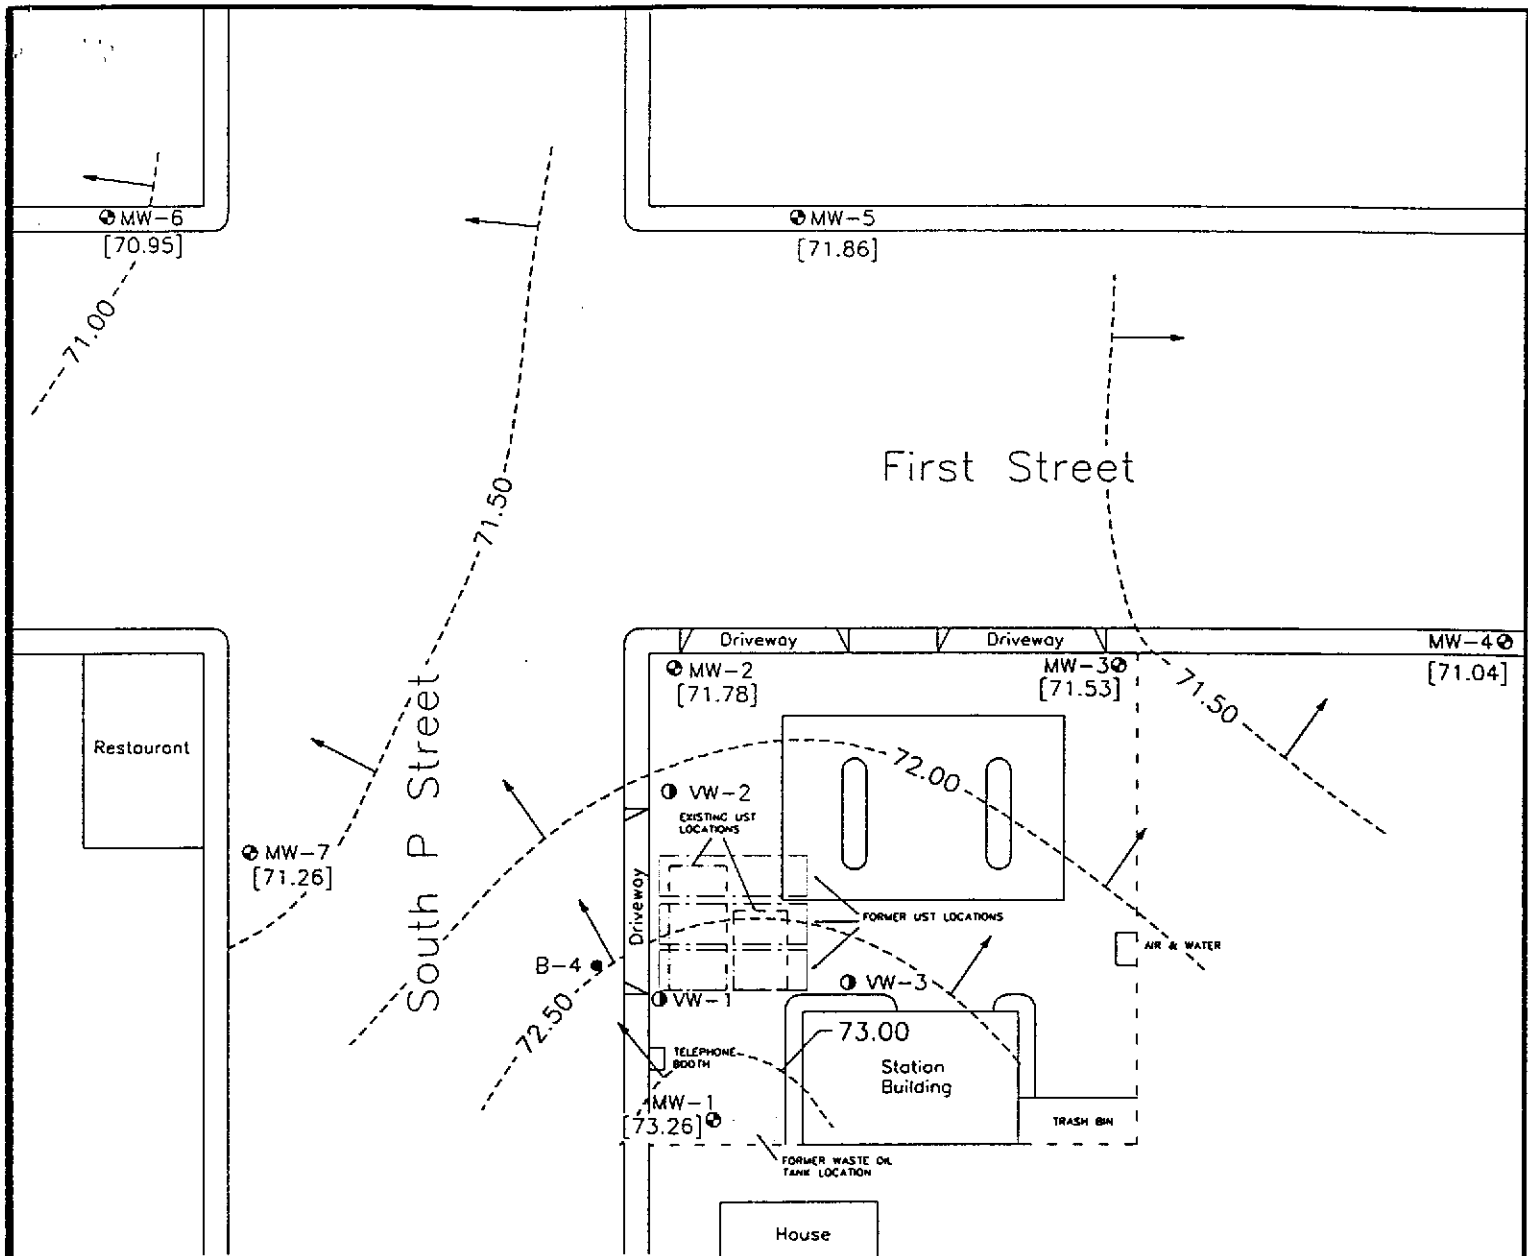 MW-6
[70.95]
MW-5
[71.86]
71.00
First Street
71.50
Driveway
Driveway
MW-4
[71.04]
MW-2
[71.78]
MW-3
[71.53]
71.50
Restaurant
South P Street
72.00
VW-2
EXISTING UST
LOCATIONS
MW-7
[71.26]
Driveway
FORMER UST LOCATIONS
AIR & WATER
B-4
VW-3
VW-1
72.50
73.00
TELEPHONE
BOOTH
Station
Building
MW-1
[73.26]
TRASH BIN
FORMER WASTE OIL
TANK LOCATION
House